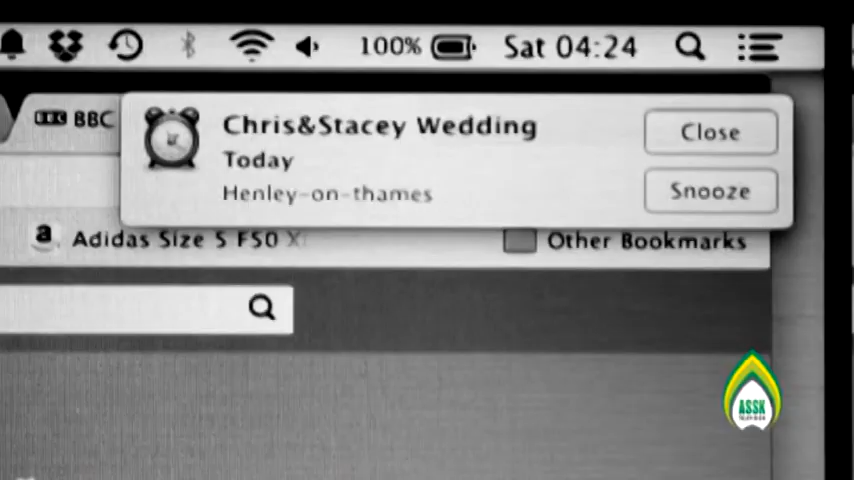 100% Sat 04:24
BBC
Chris&Stacey Wedding
Today
Henley-on-thames
Close
Snooze
a Adidas Size 5 F50 X
Other Bookmarks
ASSK